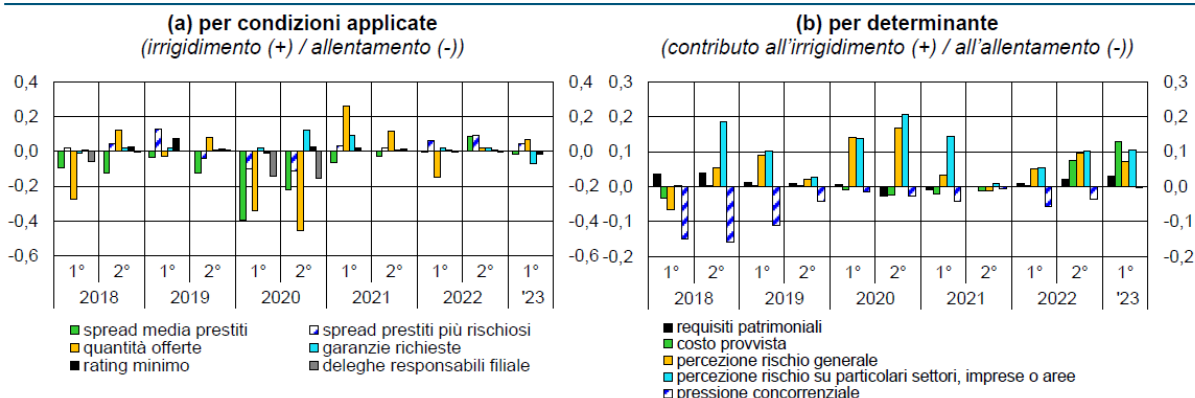 (a) per condizioni applicate
(irrigidimento (+) / allentamento (-))
0,4 0,4
0,2 0,2
0,0 0,0
-0,2 -0,2
-0,4 -0,4
-0,6 -0,6
1° 2° 1° 2° 1° 2° 1° 2° 1° 2° 1°
2018 2019 2020 2021 2022 '23
spread media prestiti spread prestiti più rischiosi
quantità offerte garanzie richieste
rating minimo deleghe responsabili filiale
(b) per determinante
(contributo all'irrigidimento (+) / all'allentamento (-))
0,3 0,3
0,2 0,2
0,1 0,1
0,0 0,0
-0,1 -0,1
-0,2 -0,2
1° 2° 1° 2° 1° 2° 1° 2° 1° 2° 1°
2018 2019 2020 2021 2022 '23
requisiti patrimoniali
costo provvista
percezione rischio generale
percezione rischio su particolari settori, imprese o aree
pressione concorrenziale